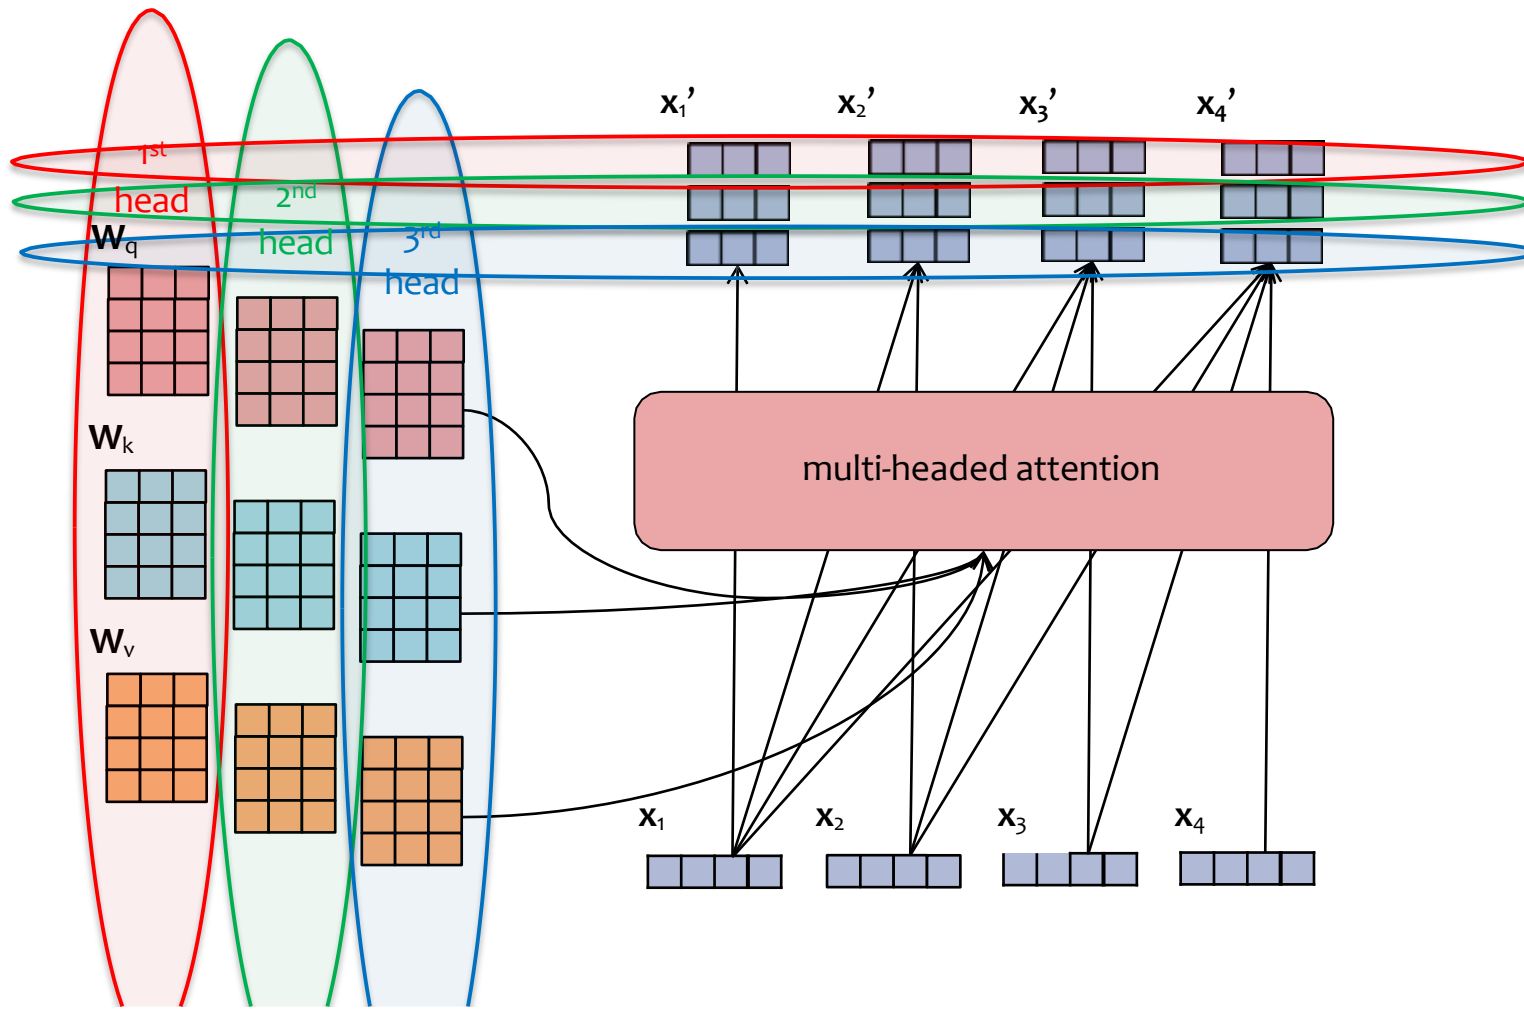 x₁’ x₂’ x₃’ x₄’
1st
head
2nd
head
3rd
head
Wq
Wk
Wv
multi-headed attention
x₁ x₂ x₃ x₄